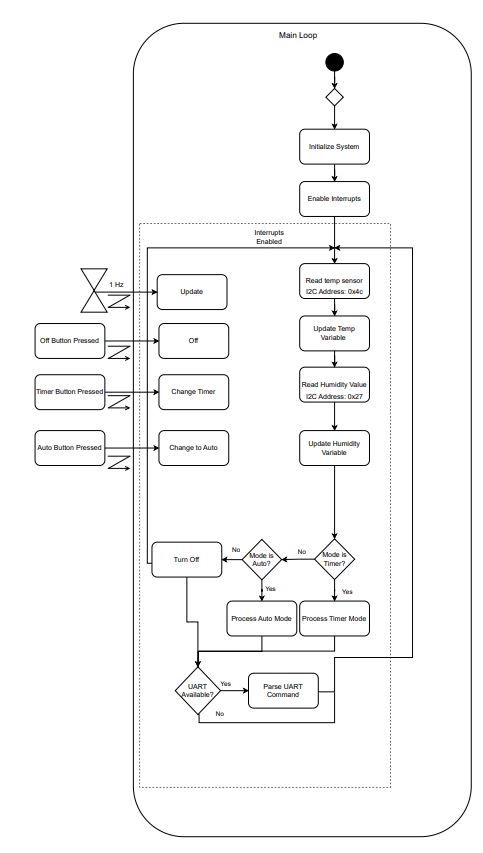 Main Loop
Initialize System
Enable Interrupts
Interrupts
Enabled
1 Hz
Update
Read temp sensor
I2C Address: 0x4c
Off Button Pressed
Off
Update Temp
Variable
Timer Button Pressed
Change Timer
Read Humidity Value
I2C Address: 0x27
Auto Button Pressed
Change to Auto
Update Humidity
Variable
Turn Off
No
Mode is
Auto?
No
Mode is
Timer?
Yes
Yes
Process Auto Mode
Process Timer Mode
UART
Available?
Yes
Parse UART
Command
No